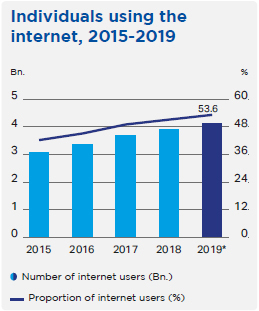 Individuals using the
internet, 2015-2019
Bn. %
5 60
53.6
4 48
3 36
2 24
1 12
0 0
2015 2016 2017 2018 2019*
Number of internet users (Bn.)
Proportion of internet users (%)